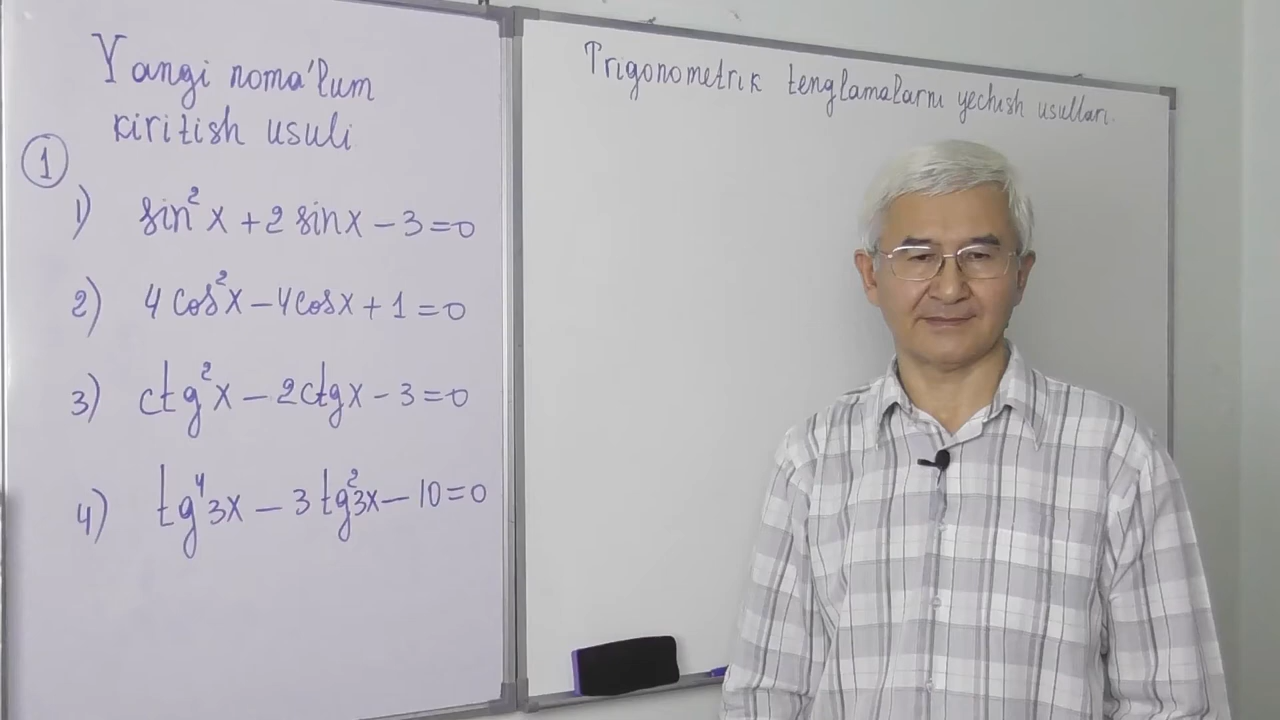 Yangi noma'lum
kiritish usuli
1
1) sin²x + 2 sinx − 3 = 0
2) 4 cos²x − 4cosx + 1 = 0
3) ctg²x − 2ctgx − 3 = 0
4) tg⁴3x − 3 tg²3x − 10 = 0
Trigonometrik tenglamalarni yechish usullari.